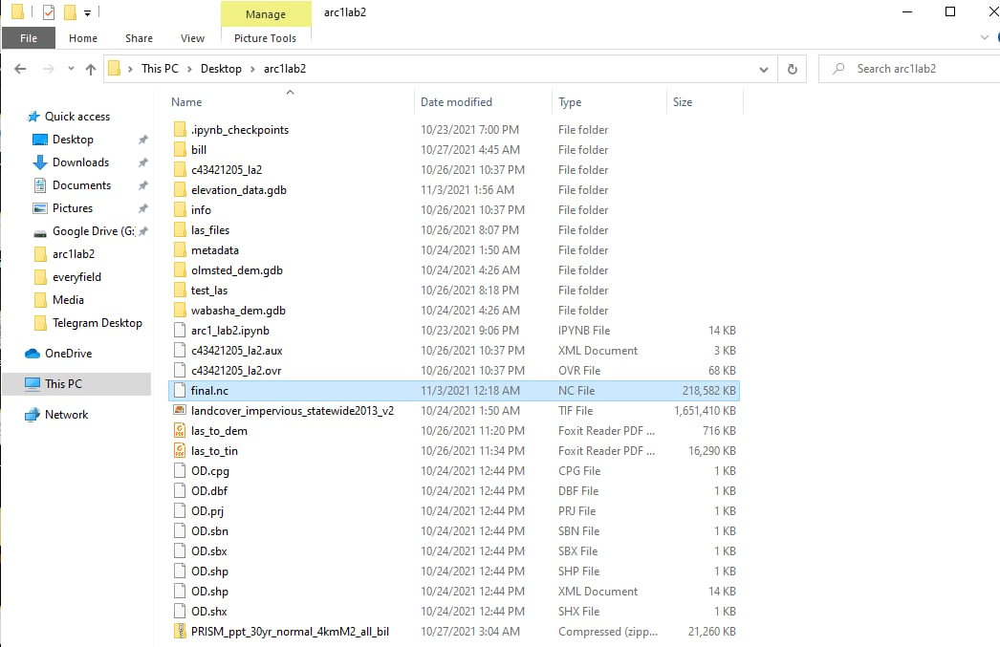 Manage arc1lab2
File Home Share View Picture Tools
This PC Desktop arc1lab2 Search arc1lab2
Name Date modified Type Size
Quick access
Desktop
Downloads
Documents
Pictures
Google Drive (G:
arc1lab2
everyfield
Media
Telegram Desktop
OneDrive
This PC
Network
.ipynb_checkpoints 10/23/2021 7:00 PM File folder
bill 10/27/2021 4:45 AM File folder
c43421205_la2 10/26/2021 10:37 PM File folder
elevation_data.gdb 11/3/2021 1:56 AM File folder
info 10/26/2021 10:37 PM File folder
las_files 10/26/2021 8:07 PM File folder
metadata 10/24/2021 1:50 AM File folder
olmsted_dem.gdb 10/24/2021 4:26 AM File folder
test_las 10/26/2021 8:18 PM File folder
wabasha_dem.gdb 10/24/2021 4:26 AM File folder
arc1_lab2.ipynb 10/23/2021 9:06 PM IPYNB File 14 KB
c43421205_la2.aux 10/26/2021 10:37 PM XML Document 3 KB
c43421205_la2.ovr 10/26/2021 10:37 PM OVR File 68 KB
final.nc 11/3/2021 12:18 AM NC File 218,582 KB
landcover_impervious_statewide2013_v2 10/24/2021 1:50 AM TIF File 1,651,410 KB
las_to_dem 10/26/2021 11:20 PM Foxit Reader PDF ... 716 KB
las_to_tin 10/26/2021 11:34 PM Foxit Reader PDF ... 16,290 KB
OD.cpg 10/24/2021 12:44 PM CPG File 1 KB
OD.dbf 10/24/2021 12:44 PM DBF File 1 KB
OD.prj 10/24/2021 12:44 PM PRJ File 1 KB
OD.sbn 10/24/2021 12:44 PM SBN File 1 KB
OD.sbx 10/24/2021 12:44 PM SBX File 1 KB
OD.shp 10/24/2021 12:44 PM SHP File 1 KB
OD.shp 10/24/2021 12:44 PM XML Document 14 KB
OD.shx 10/24/2021 12:44 PM SHX File 1 KB
PRISM_ppt_30yr_normal_4kmM2_all_bil 10/27/2021 3:04 AM Compressed (zipp... 21,260 KB